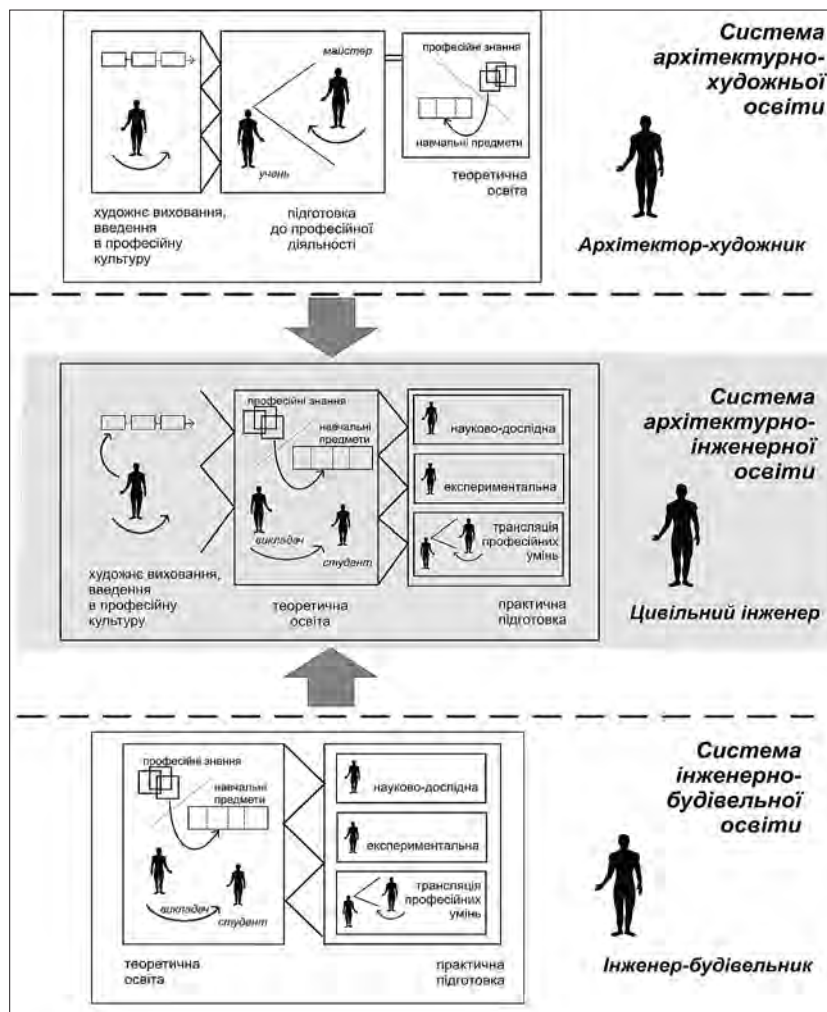 Система
архітектурно-
художньої
освіти
майстер
професійні знання
учень
навчальні предмети
теоретична
освіта
художнє виховання,
введення
в професійну
культуру
підготовка
до професійної
діяльності
Архітектор-художник
Система
архітектурно-
інженерної
освіти
професійні знання
навчальні
предмети
науково-дослідна
експериментальна
трансляція
професійних
умінь
викладач
студент
художнє виховання,
введення
в професійну
культуру
теоретична
освіта
практична
підготовка
Цивільний інженер
Система
інженерно-
будівельної
освіти
професійні знання
навчальні
предмети
науково-дослідна
експериментальна
трансляція
професійних
умінь
викладач
студент
теоретична
освіта
практична
підготовка
Інженер-будівельник